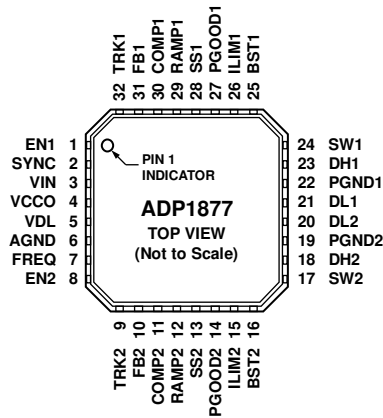 32 TRK1
31 FB1
30 COMP1
29 RAMP1
28 SS1
27 PGOOD1
26 ILIM1
25 BST1
EN1 1
SYNC 2
VIN 3
VCCO 4
VDL 5
AGND 6
FREQ 7
EN2 8
PIN 1
INDICATOR
ADP1877
TOP VIEW
(Not to Scale)
24 SW1
23 DH1
22 PGND1
21 DL1
20 DL2
19 PGND2
18 DH2
17 SW2
TRK2 9
FB2 10
COMP2 11
RAMP2 12
SS2 13
PGOOD2 14
ILIM2 15
BST2 16